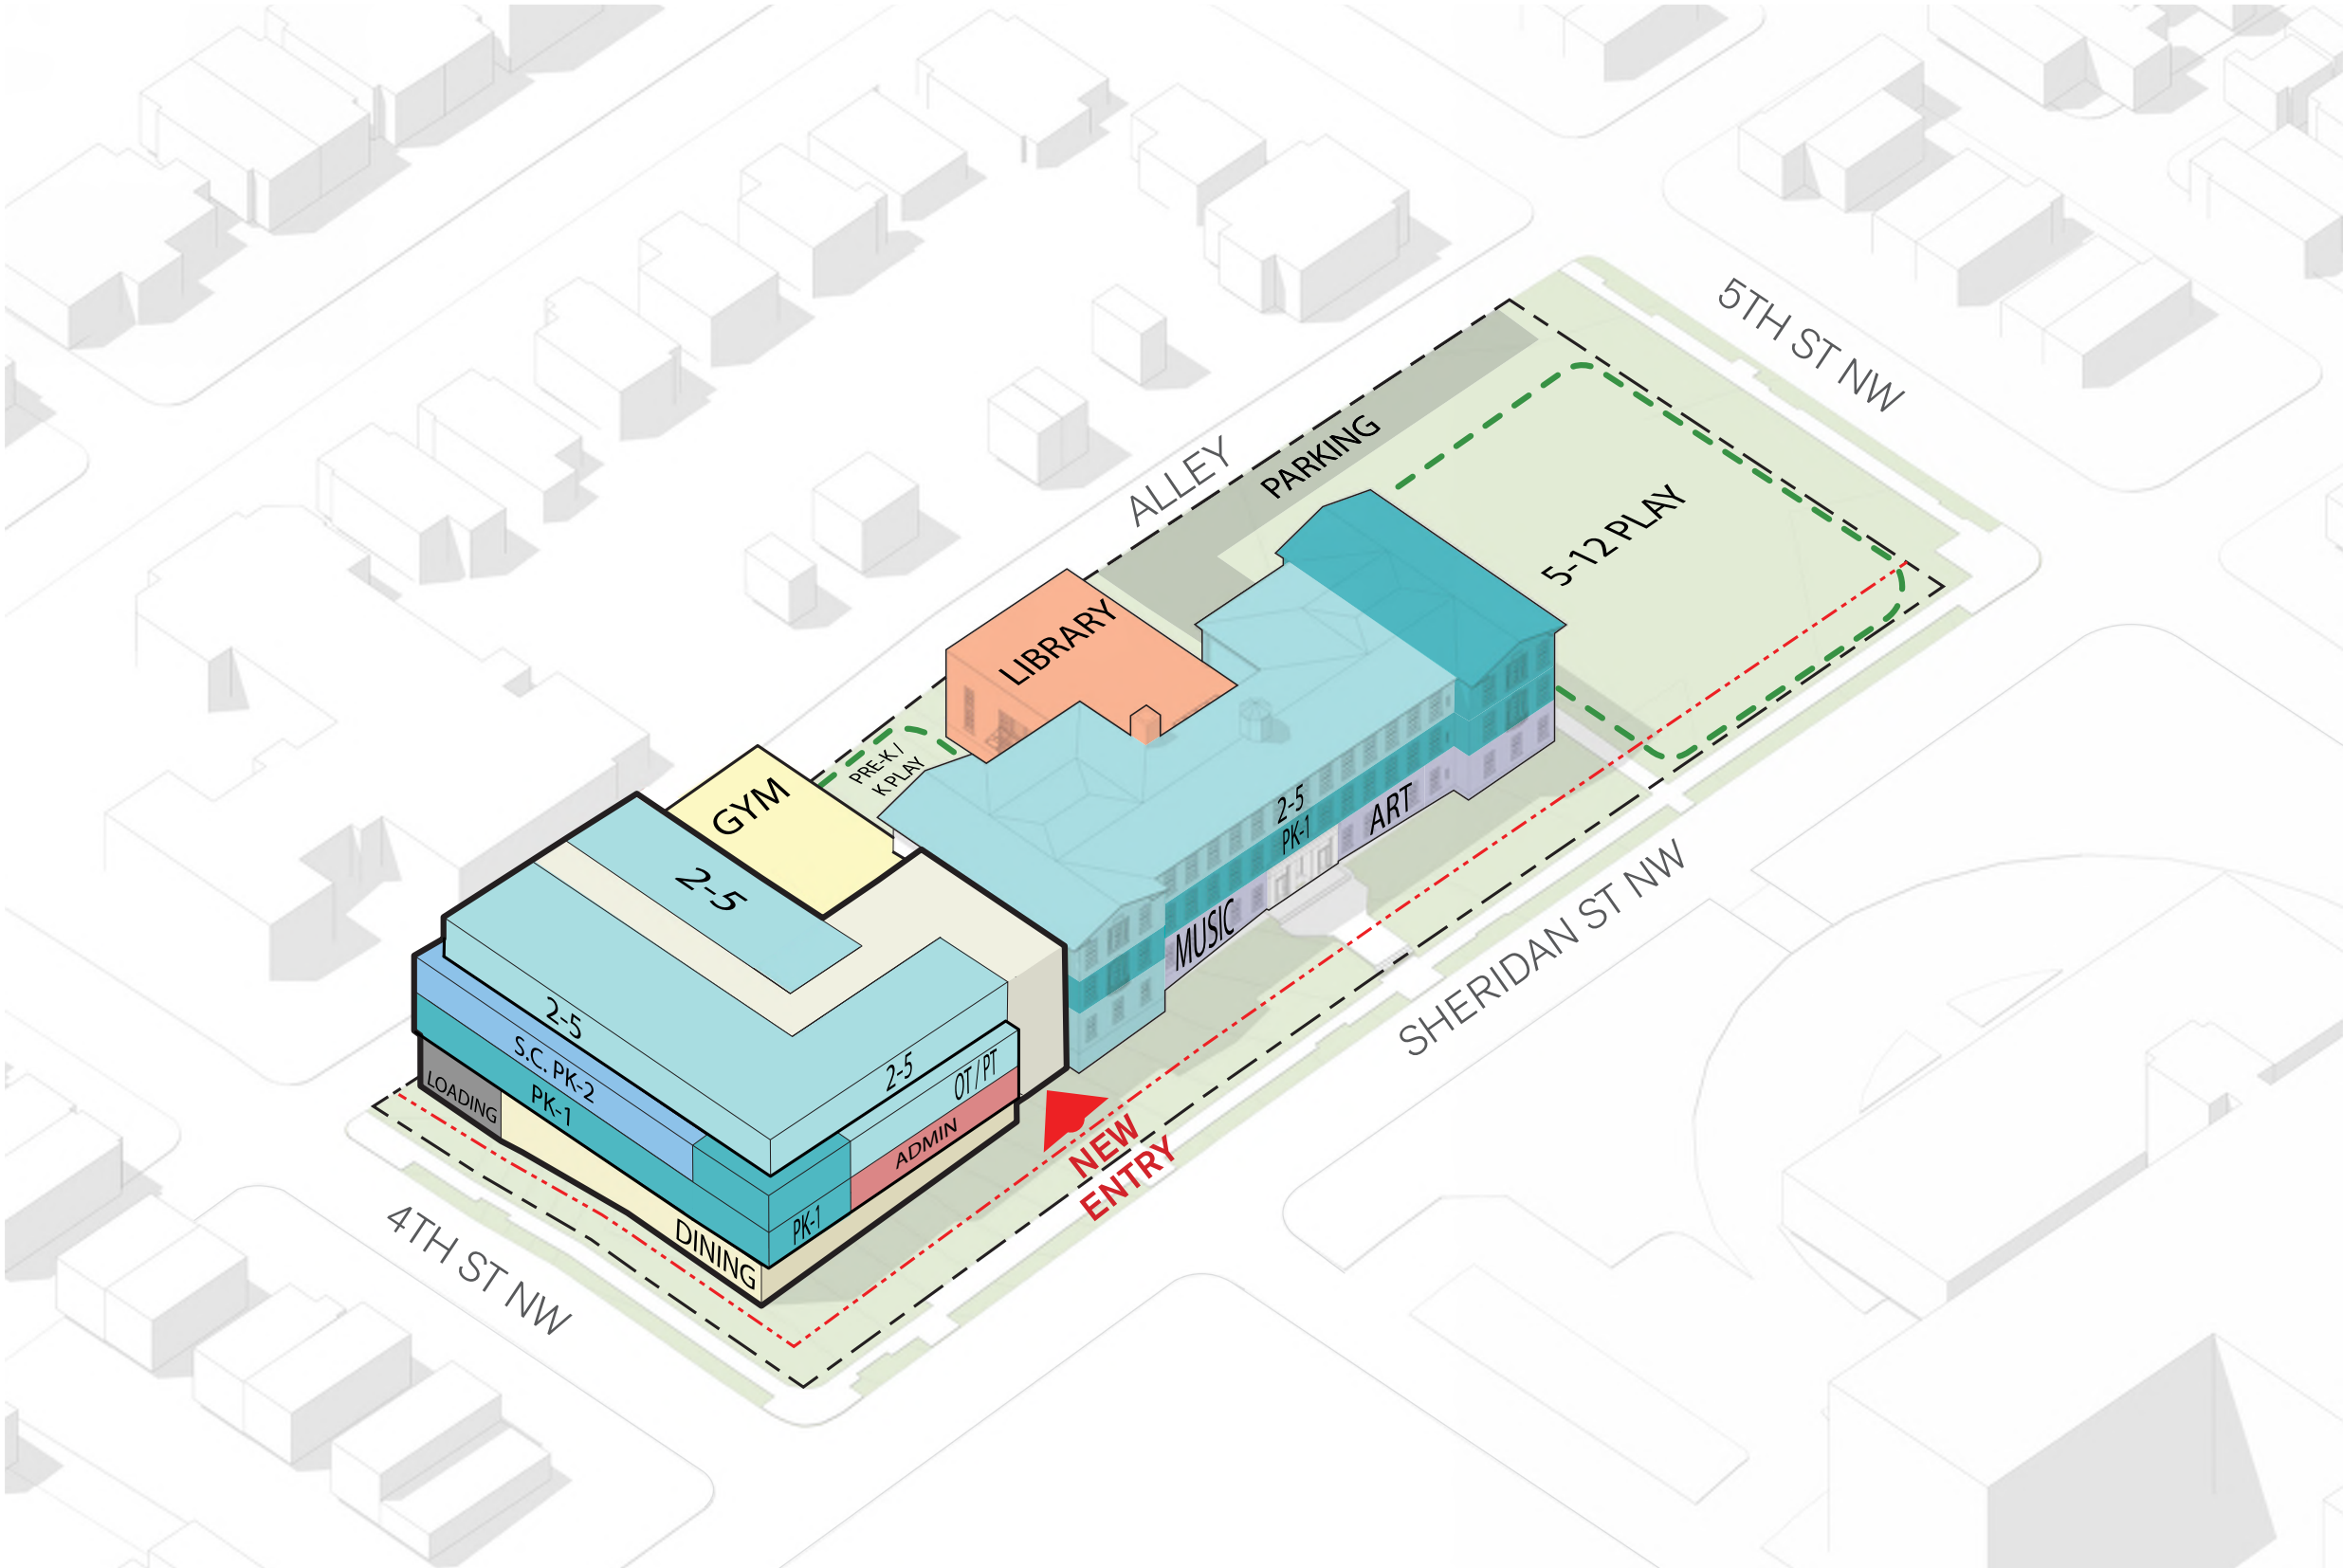 5TH ST NW
ALLEY
PARKING
5-12 PLAY
LIBRARY
PRE-K /
K PLAY
GYM
2-5
2-5
PK-1
ART
MUSIC
SHERIDAN ST NW
2-5
S.C. PK-2
PK-1
LOADING
DINING
2-5
OT / PT
ADMIN
PK-1
NEW
ENTRY
4TH ST NW